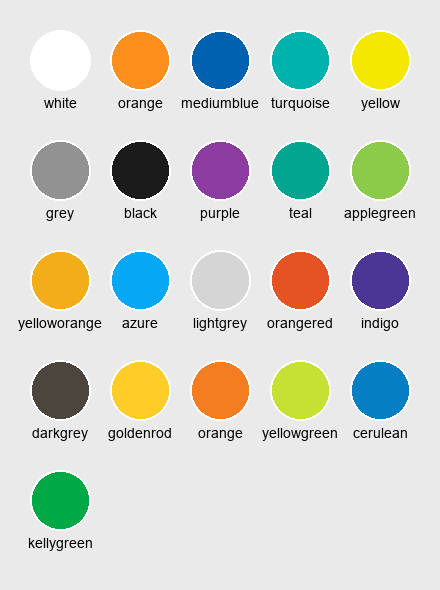 white orange mediumblue turquoise yellow
grey black purple teal applegreen
yelloworange azure lightgrey orangered indigo
darkgrey goldenrod orange yellowgreen cerulean
kellygreen